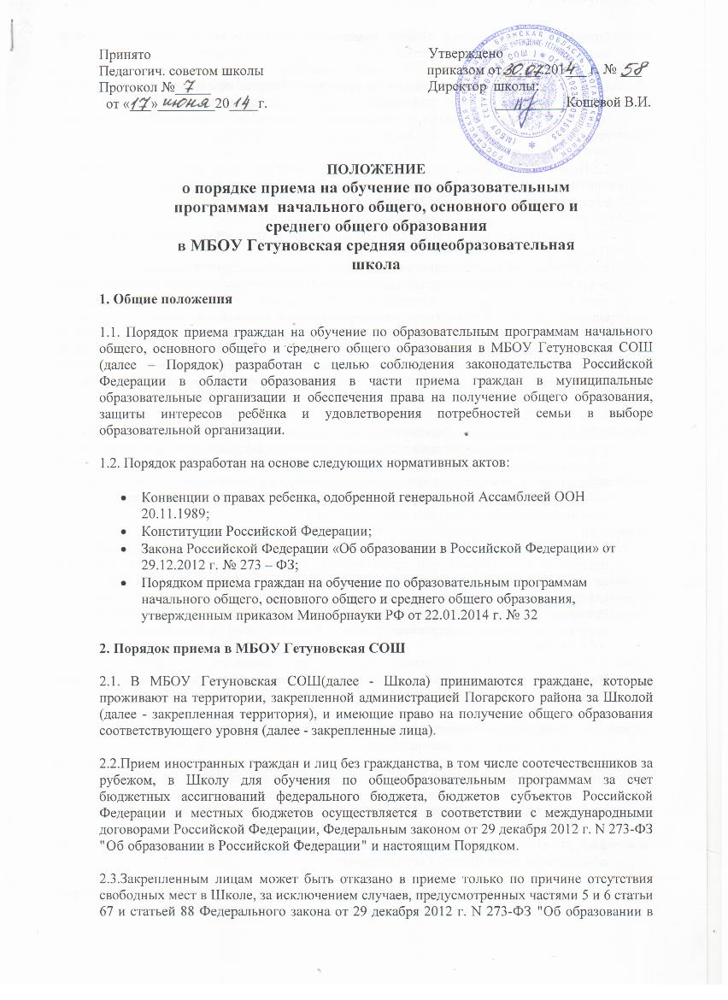 Принято
Педагогич. советом школы
Протокол № 7
от «17» июня 2014 г.
Утверждено
приказом от 30.07.2014 г. № 58
Директор школы:
Кошевой В.И.
ПОЛОЖЕНИЕ
о порядке приема на обучение по образовательным
программам начального общего, основного общего и
среднего общего образования
в МБОУ Гетуновская средняя общеобразовательная
школа
1. Общие положения
1.1. Порядок приема граждан на обучение по образовательным программам начального
общего, основного общего и среднего общего образования в МБОУ Гетуновская СОШ
(далее – Порядок) разработан с целью соблюдения законодательства Российской
Федерации в области образования в части приема граждан в муниципальные
образовательные организации и обеспечения права на получение общего образования,
защиты интересов ребёнка и удовлетворения потребностей семьи в выборе
образовательной организации.
1.2. Порядок разработан на основе следующих нормативных актов:
• Конвенции о правах ребенка, одобренной генеральной Ассамблеей ООН
20.11.1989;
• Конституции Российской Федерации;
• Закона Российской Федерации «Об образовании в Российской Федерации» от
29.12.2012 г. № 273 – ФЗ;
• Порядком приема граждан на обучение по образовательным программам
начального общего, основного общего и среднего общего образования,
утвержденным приказом Минобрнауки РФ от 22.01.2014 г. № 32
2. Порядок приема в МБОУ Гетуновская СОШ
2.1. В МБОУ Гетуновская СОШ(далее - Школа) принимаются граждане, которые
проживают на территории, закрепленной администрацией Погарского района за Школой
(далее - закрепленная территория), и имеющие право на получение общего образования
соответствующего уровня (далее - закрепленные лица).
2.2.Прием иностранных граждан и лиц без гражданства, в том числе соотечественников за
рубежом, в Школу для обучения по общеобразовательным программам за счет
бюджетных ассигнований федерального бюджета, бюджетов субъектов Российской
Федерации и местных бюджетов осуществляется в соответствии с международными
договорами Российской Федерации, Федеральным законом от 29 декабря 2012 г. N 273-ФЗ
"Об образовании в Российской Федерации" и настоящим Порядком.
2.3.Закрепленным лицам может быть отказано в приеме только по причине отсутствия
свободных мест в Школе, за исключением случаев, предусмотренных частями 5 и 6 статьи
67 и статьей 88 Федерального закона от 29 декабря 2012 г. N 273-ФЗ "Об образовании в